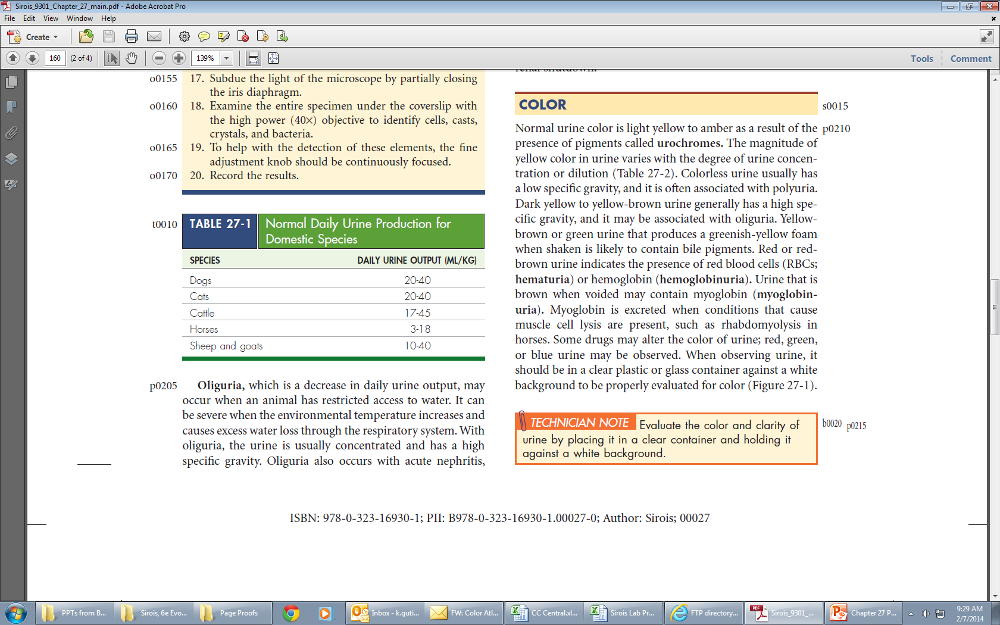 Sirois_9301_Chapter_27_main.pdf - Adobe Acrobat Pro
File Edit View Window Help
Create
160 (2 of 4) 139% Tools Comment
o0155 17. Subdue the light of the microscope by partially closing
the iris diaphragm.
o0160 18. Examine the entire specimen under the coverslip with
the high power (40×) objective to identify cells, casts,
crystals, and bacteria.
o0165 19. To help with the detection of these elements, the fine
adjustment knob should be continuously focused.
o0170 20. Record the results.
t0010 TABLE 27-1 Normal Daily Urine Production for
Domestic Species
SPECIES DAILY URINE OUTPUT (ML/KG)
Dogs 20-40
Cats 20-40
Cattle 17-45
Horses 3-18
Sheep and goats 10-40
p0205 Oliguria, which is a decrease in daily urine output, may
occur when an animal has restricted access to water. It can
be severe when the environmental temperature increases and
causes excess water loss through the respiratory system. With
oliguria, the urine is usually concentrated and has a high
specific gravity. Oliguria also occurs with acute nephritis,
renal shutdown.
COLOR s0015
Normal urine color is light yellow to amber as a result of the p0210
presence of pigments called urochromes. The magnitude of
yellow color in urine varies with the degree of urine concen-
tration or dilution (Table 27-2). Colorless urine usually has
a low specific gravity, and it is often associated with polyuria.
Dark yellow to yellow-brown urine generally has a high spe-
cific gravity, and it may be associated with oliguria. Yellow-
brown or green urine that produces a greenish-yellow foam
when shaken is likely to contain bile pigments. Red or red-
brown urine indicates the presence of red blood cells (RBCs;
hematuria) or hemoglobin (hemoglobinuria). Urine that is
brown when voided may contain myoglobin (myoglobin-
uria). Myoglobin is excreted when conditions that cause
muscle cell lysis are present, such as rhabdomyolysis in
horses. Some drugs may alter the color of urine; red, green,
or blue urine may be observed. When observing urine, it
should be in a clear plastic or glass container against a white
background to be properly evaluated for color (Figure 27-1).
TECHNICIAN NOTE Evaluate the color and clarity of b0020 p0215
urine by placing it in a clear container and holding it
against a white background.
ISBN: 978-0-323-16930-1; PII: B978-0-323-16930-1.00027-0; Author: Sirois; 00027
PPTs from B... Sirois, 6e Evo... Page Proofs Inbox - k.guti... FW: Color Atl... CC Central.xl... Sirois Lab Pr... FTP directory... Sirois_9301_... Chapter 27 P... 9:29 AM
2/7/2014